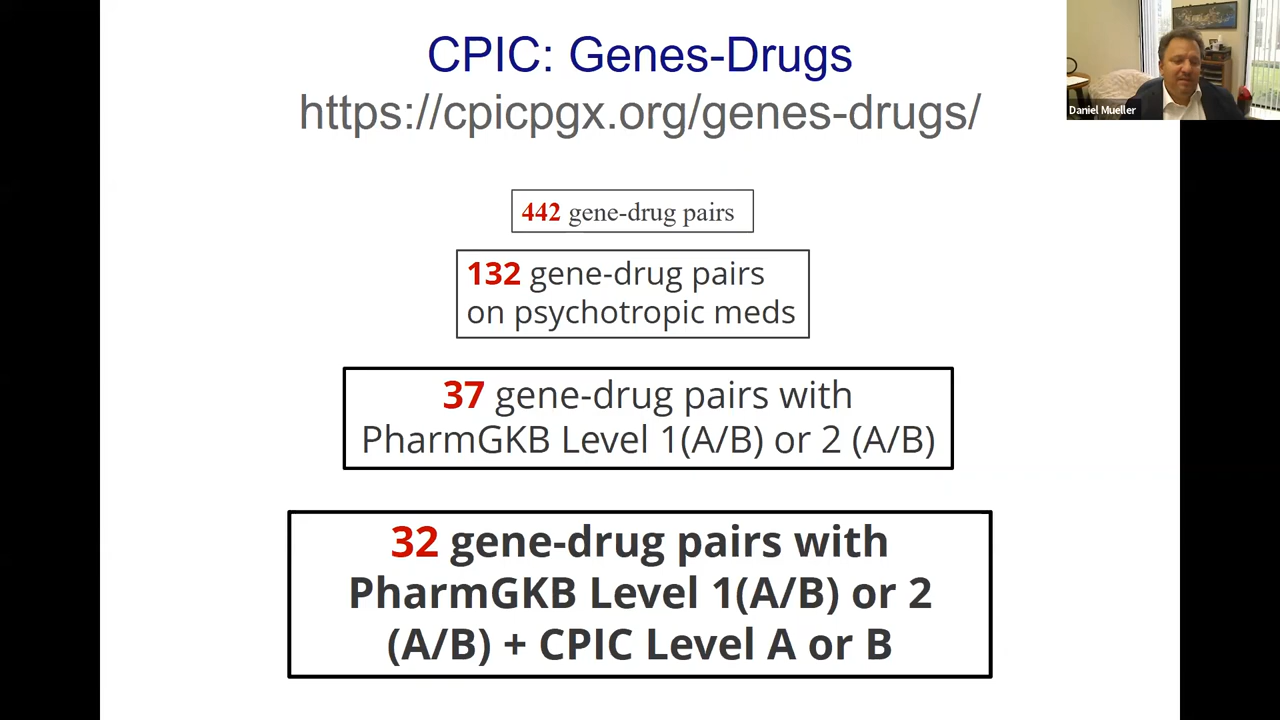 CPIC: Genes-Drugs
https://cpicpgx.org/genes-drugs/
Daniel Mueller
442 gene-drug pairs
132 gene-drug pairs
on psychotropic meds
37 gene-drug pairs with
PharmGKB Level 1(A/B) or 2 (A/B)
32 gene-drug pairs with
PharmGKB Level 1(A/B) or 2
(A/B) + CPIC Level A or B